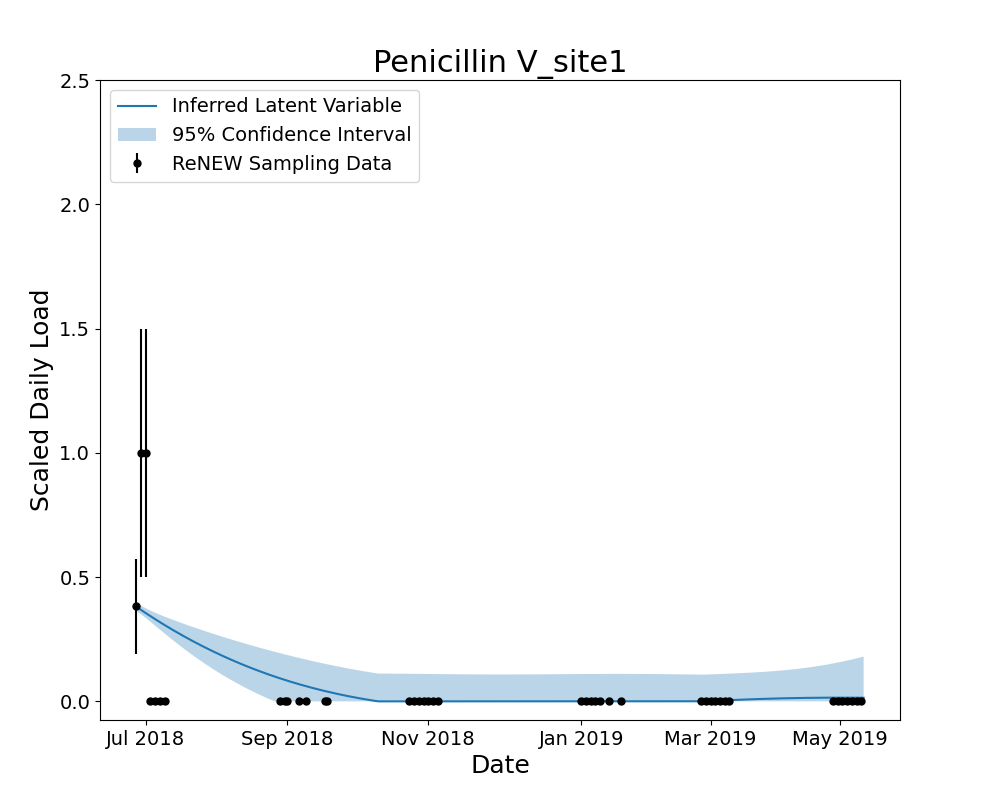 Penicillin V_site1
2.5
2.0
1.5
1.0
0.5
0.0
Scaled Daily Load
Inferred Latent Variable
95% Confidence Interval
ReNEW Sampling Data
Jul 2018
Sep 2018
Nov 2018
Jan 2019
Mar 2019
May 2019
Date